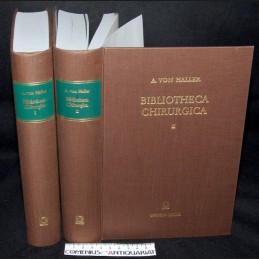 A. von Haller
Bibliotheca
Chirurgica
1
A. von Haller
Bibliotheca
Chirurgica
2
A. VON HALLER
BIBLIOTHECA
CHIRURGICA
COMENIUS-ANTIQUARIAT